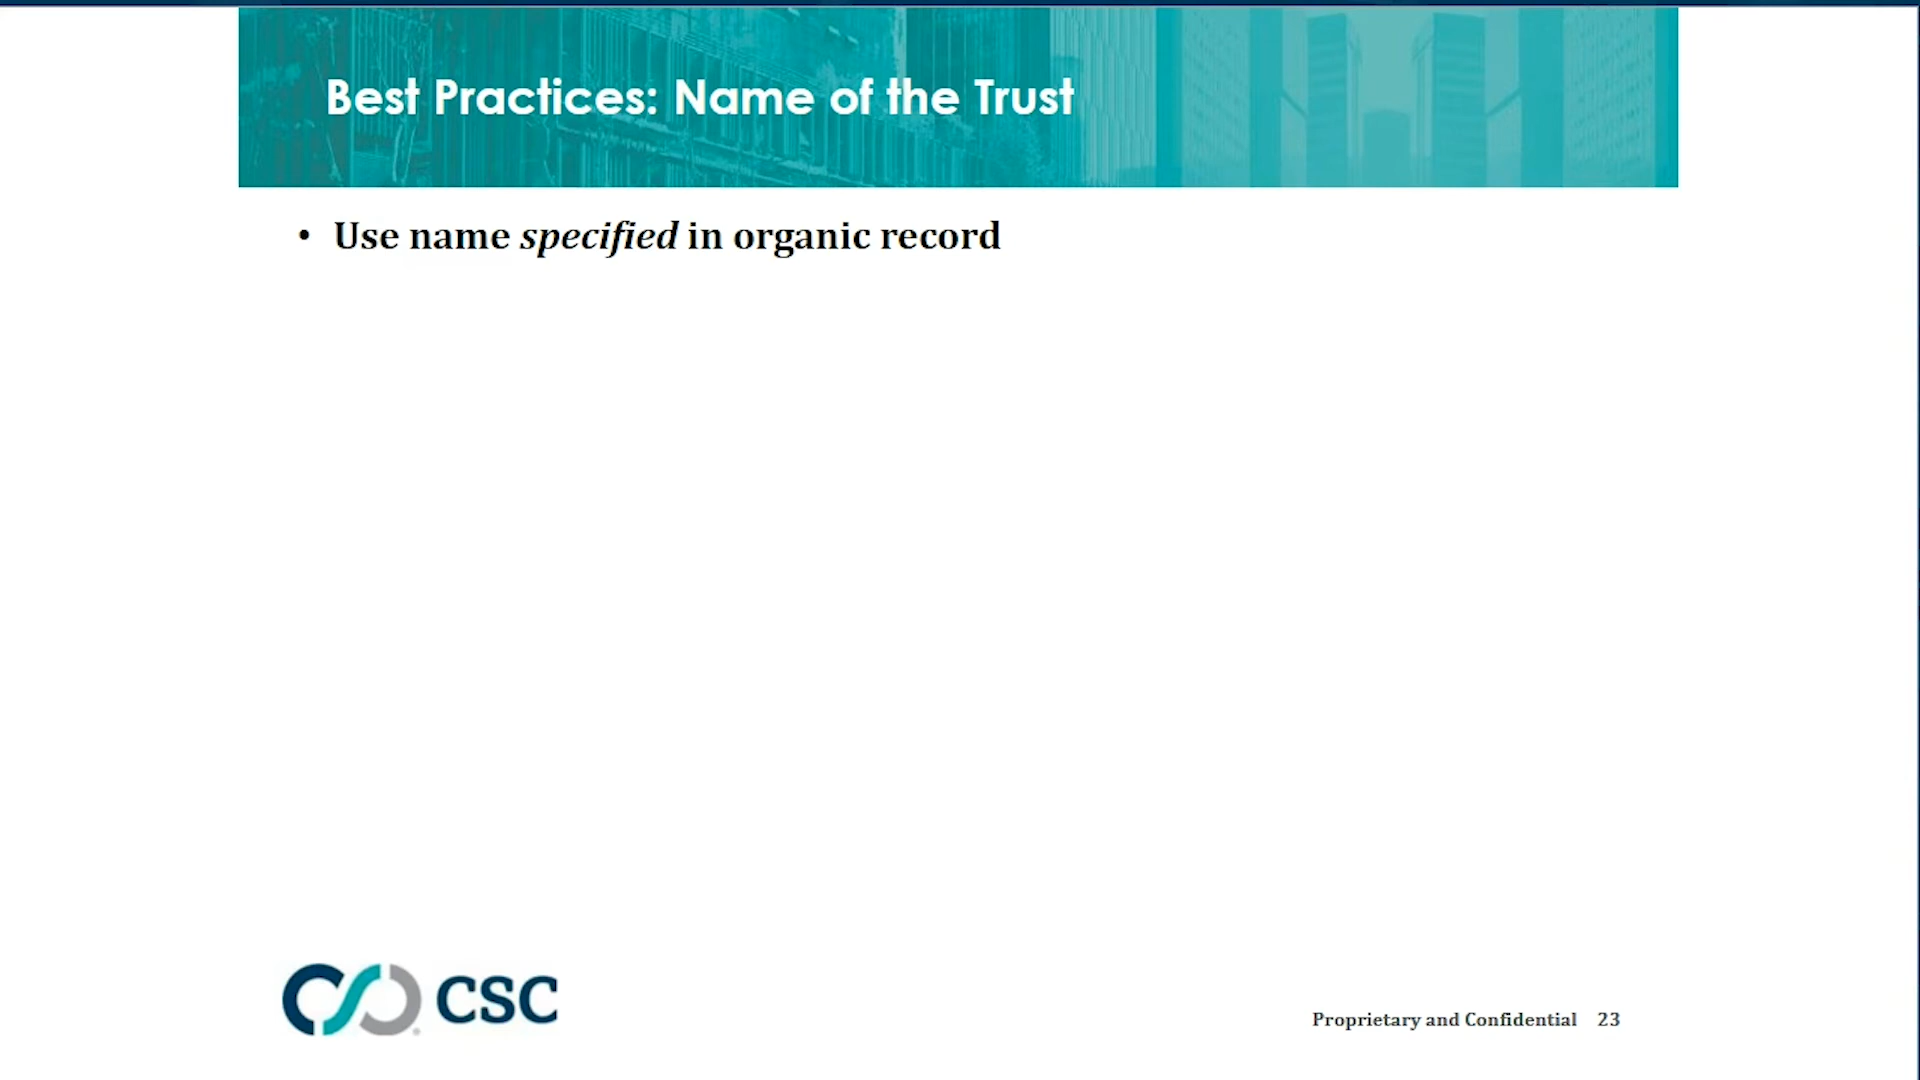 Best Practices: Name of the Trust
• Use name specified in organic record
CSC
Proprietary and Confidential 23